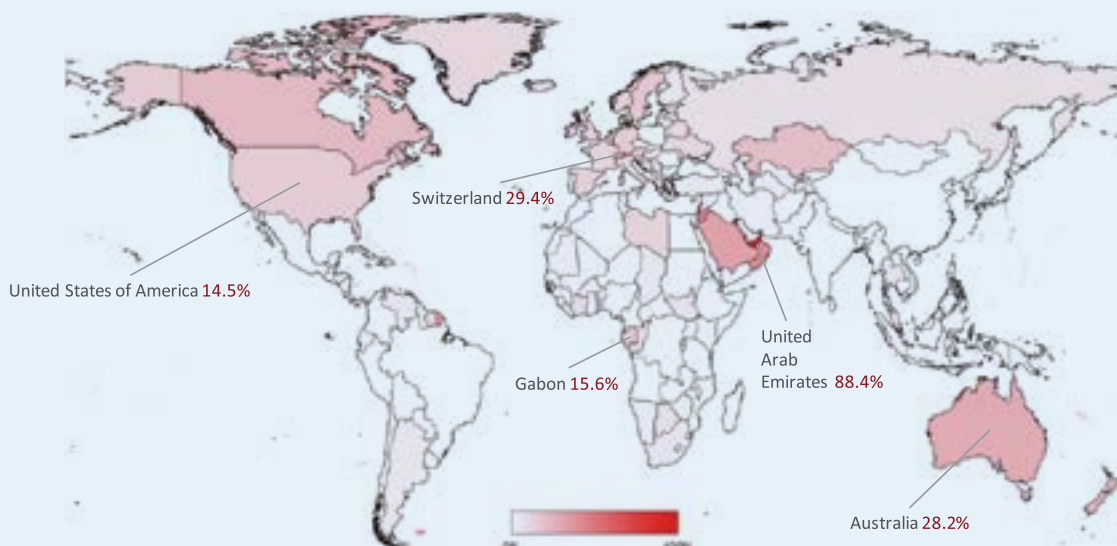 Switzerland 29.4%
United States of America 14.5%
United
Arab
Emirates 88.4%
Gabon 15.6%
Australia 28.2%